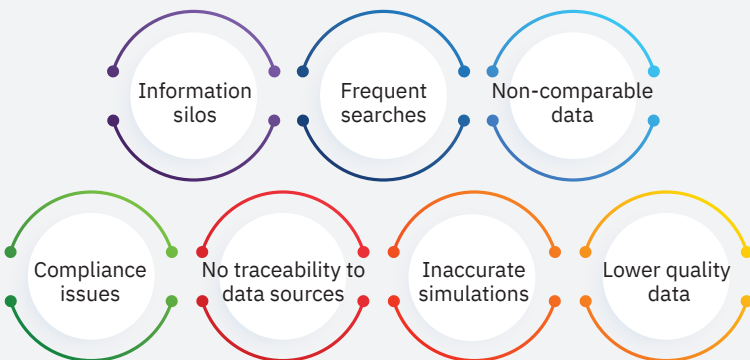 Information
silos
Frequent
searches
Non-comparable
data
Compliance
issues
No traceability to
data sources
Inaccurate
simulations
Lower quality
data